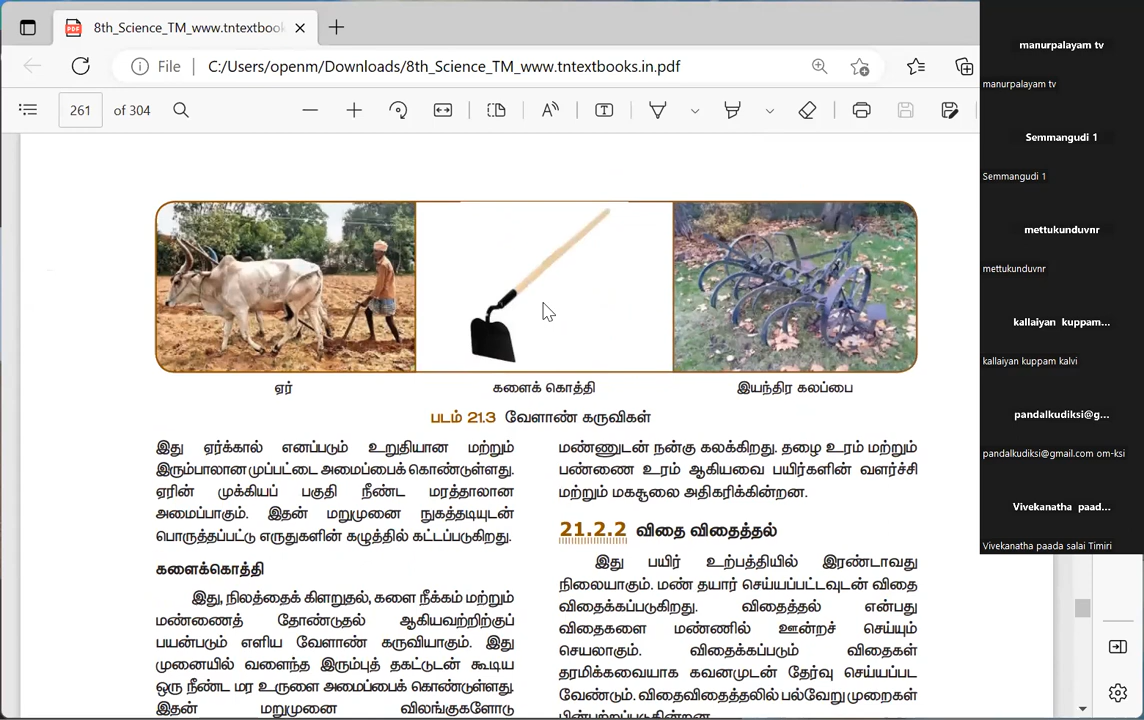 8th_Science_TM_www.tntextbook
File
C:/Users/openm/Downloads/8th_Science_TM_www.tntextbooks.in.pdf
261 of 304
ஏர்
களைக் கொத்தி
இயந்திர கலப்பை
படம் 21.3 வேளாண் கருவிகள்
இது ஏர்க்கால் எனப்படும் உறுதியான மற்றும்
இரும்பாலான முப்பட்டை அமைப்பைக் கொண்டுள்ளது.
ஏரின் முக்கியப் பகுதி நீண்ட மரத்தாலான
அமைப்பாகும். இதன் மறுமுனை நுகத்தடியுடன்
பொருத்தப்பட்டு எருதுகளின் கழுத்தில் கட்டப்படுகிறது.
களைக்கொத்தி
இது, நிலத்தைக் கிளறுதல், களை நீக்கம் மற்றும்
மண்ணைத் தோண்டுதல் ஆகியவற்றிற்குப்
பயன்படும் எளிய வேளாண் கருவியாகும். இது
முனையில் வளைந்த இரும்புத் தகட்டுடன் கூடிய
ஒரு நீண்ட மர உருளை அமைப்பைக் கொண்டுள்ளது.
இதன் மறுமுனை விலங்குகளோடு
மண்ணுடன் நன்கு கலக்கிறது. தழை உரம் மற்றும்
பண்ணை உரம் ஆகியவை பயிர்களின் வளர்ச்சி
மற்றும் மகசூலை அதிகரிக்கின்றன.
21.2.2 விதை விதைத்தல்
இது பயிர் உற்பத்தியில் இரண்டாவது
நிலையாகும். மண் தயார் செய்யப்பட்டவுடன் விதை
விதைக்கப்படுகிறது. விதைத்தல் என்பது
விதைகளை மண்ணில் ஊன்றச் செய்யும்
செயலாகும். விதைக்கப்படும் விதைகள்
தரமிக்கவையாக கவனமுடன் தேர்வு செய்யப்பட
வேண்டும். விதைவிதைத்தலில் பல்வேறு முறைகள்
பின்பற்றப்படுகின்றன.
manurpalayam tv
manurpalayam tv
Semmangudi 1
Semmangudi 1
mettukunduvnr
mettukunduvnr
kallaiyan kuppam...
kallaiyan kuppam kalvi
pandalkudiksi@g...
pandalkudiksi@gmail.com om-ksi
Vivekanatha paad...
Vivekanatha paada salai Timiri